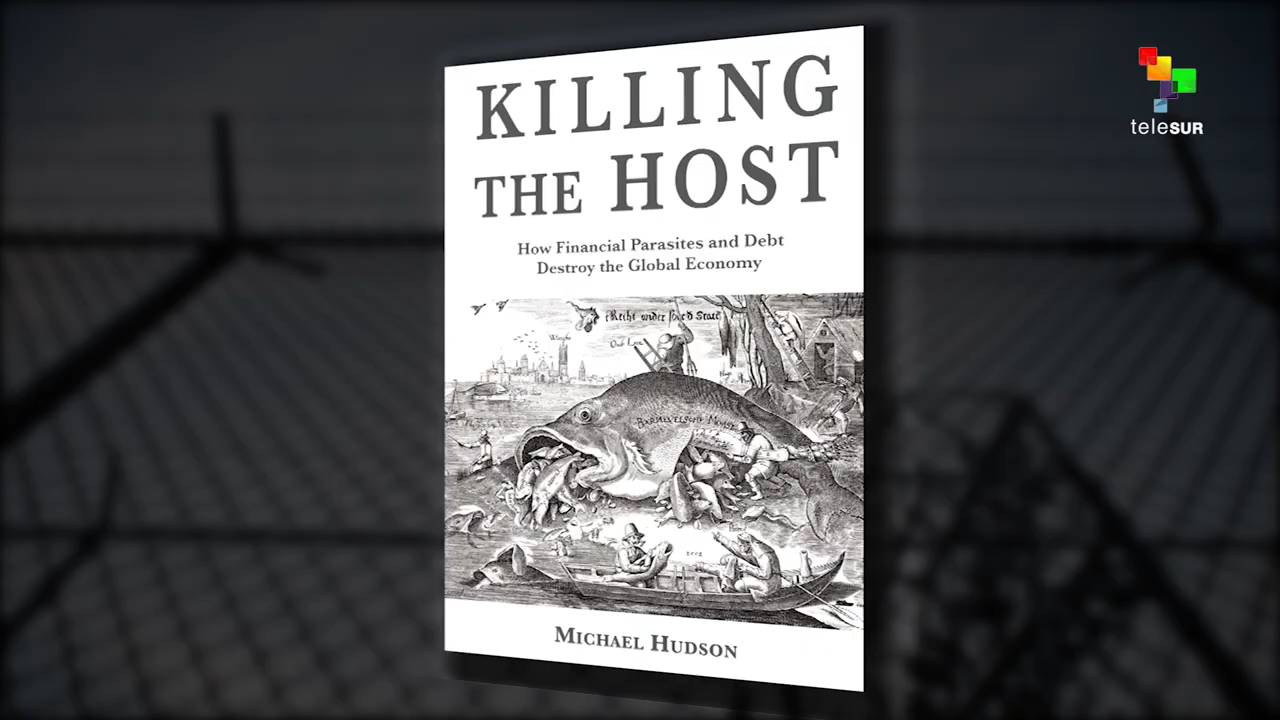 KILLING
THE HOST
How Financial Parasites and Debt
Destroy the Global Economy
MICHAEL HUDSON
teleSUR